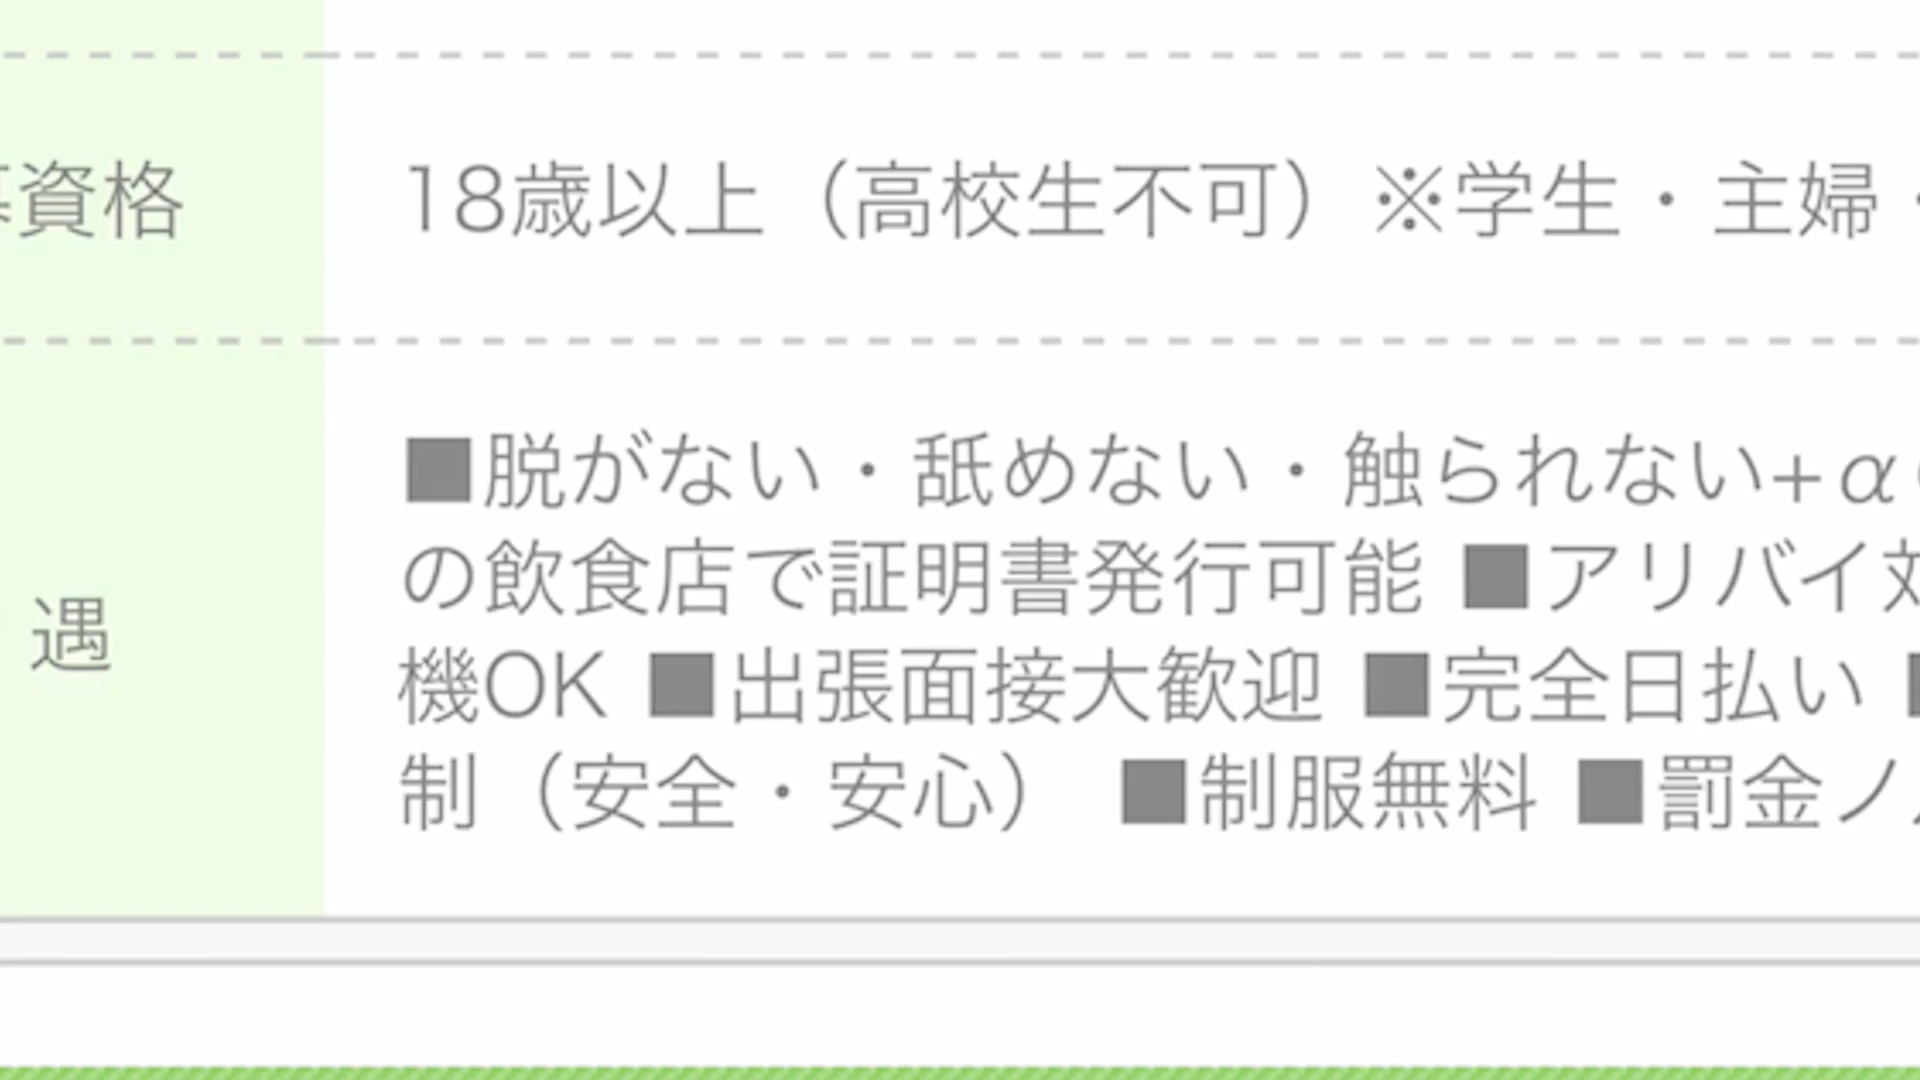 資格
18歳以上（高校生不可）※学生・主婦・
遇
■脱がない・舐めない・触られない+α
の飲食店で証明書発行可能 ■アリバイ
機OK ■出張面接大歓迎 ■完全日払い
制（安全・安心） ■制服無料 ■罰金ノ